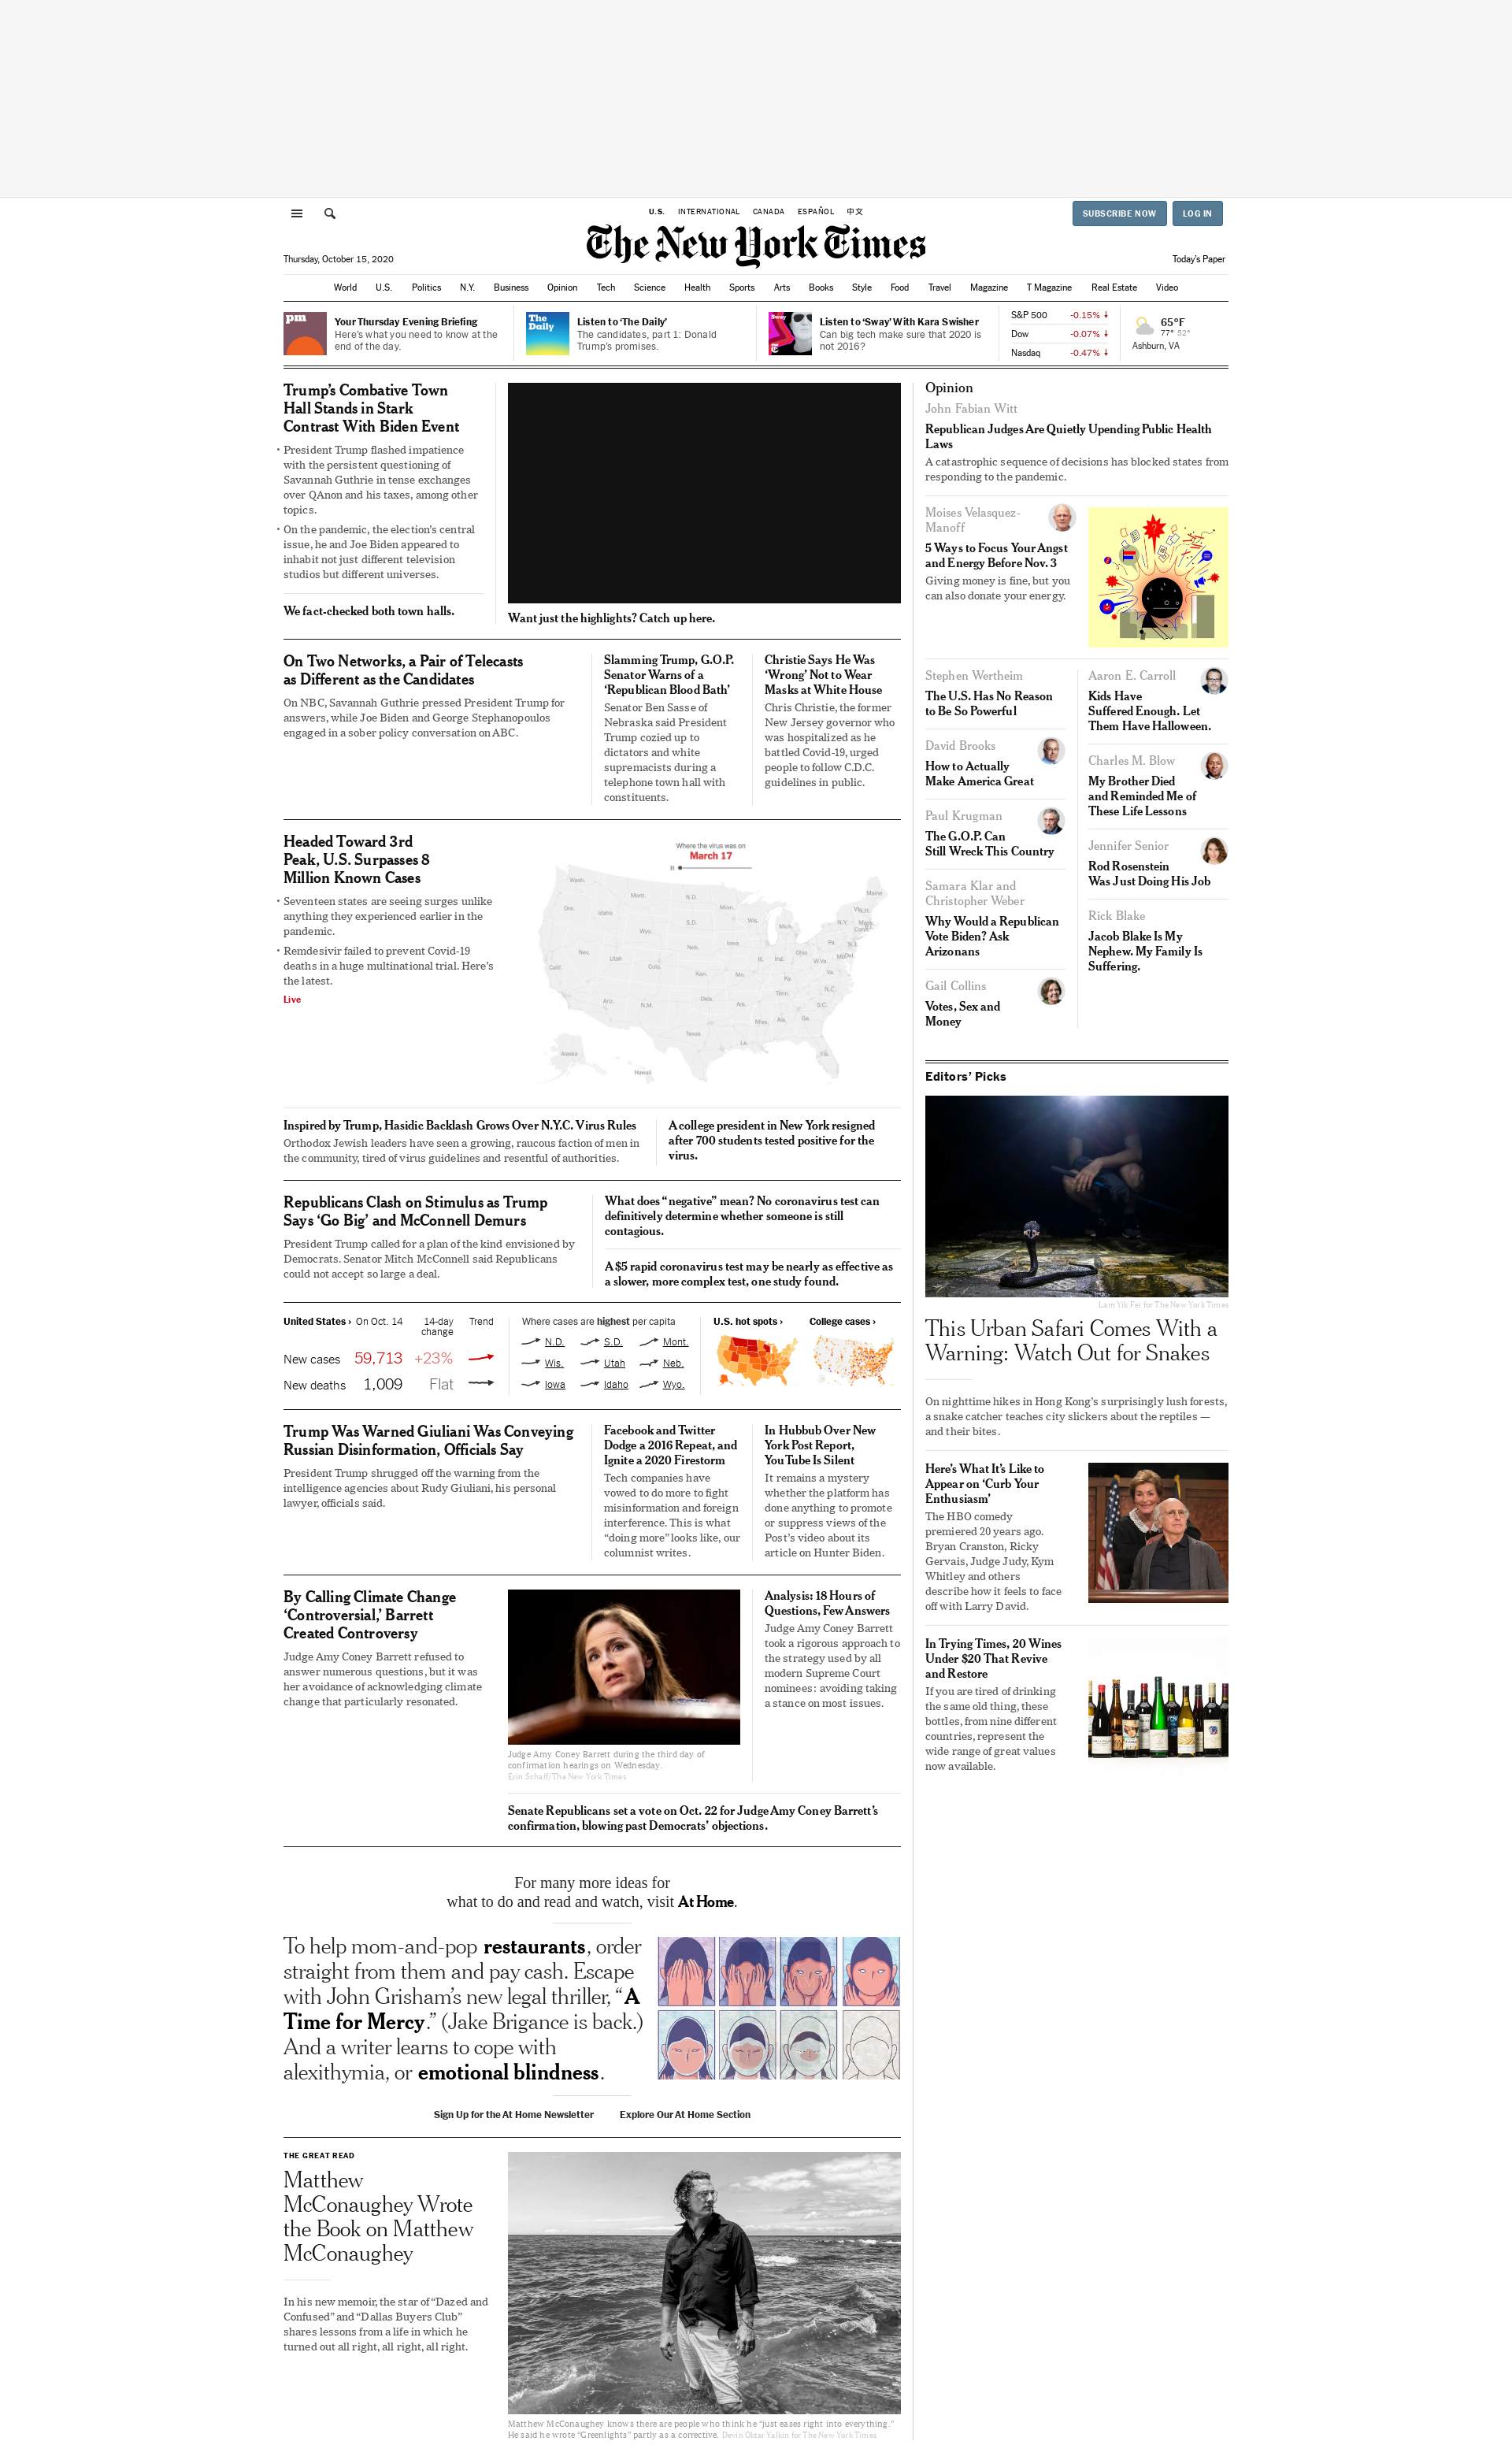 U.S. INTERNATIONAL CANADA ESPAÑOL 中文
SUBSCRIBE NOW LOG IN
The New York Times
Thursday, October 15, 2020
Today's Paper
World U.S. Politics N.Y. Business Opinion Tech Science Health Sports Arts Books Style Food Travel Magazine T Magazine Real Estate Video
pm
Your Thursday Evening Briefing
Here's what you need to know at the
end of the day.
The
Daily
Listen to 'The Daily'
The candidates, part 1: Donald
Trump's promises.
Sway
Listen to 'Sway' With Kara Swisher
Can big tech make sure that 2020 is
not 2016?
S&P 500 -0.15%
Dow -0.07%
Nasdaq -0.47%
65°F
77° 52°
Ashburn, VA
Trump's Combative Town
Hall Stands in Stark
Contrast With Biden Event
• President Trump flashed impatience
with the persistent questioning of
Savannah Guthrie in tense exchanges
over QAnon and his taxes, among other
topics.
• On the pandemic, the election's central
issue, he and Joe Biden appeared to
inhabit not just different television
studios but different universes.
We fact-checked both town halls.
Want just the highlights? Catch up here.
On Two Networks, a Pair of Telecasts
as Different as the Candidates
On NBC, Savannah Guthrie pressed President Trump for
answers, while Joe Biden and George Stephanopoulos
engaged in a sober policy conversation on ABC.
Slamming Trump, G.O.P.
Senator Warns of a
'Republican Blood Bath'
Senator Ben Sasse of
Nebraska said President
Trump cozied up to
dictators and white
supremacists during a
telephone town hall with
constituents.
Christie Says He Was
'Wrong' Not to Wear
Masks at White House
Chris Christie, the former
New Jersey governor who
was hospitalized as he
battled Covid-19, urged
people to follow C.D.C.
guidelines in public.
Headed Toward 3rd
Peak, U.S. Surpasses 8
Million Known Cases
• Seventeen states are seeing surges unlike
anything they experienced earlier in the
pandemic.
• Remdesivir failed to prevent Covid-19
deaths in a huge multinational trial. Here's
the latest.
Live
Where the virus was on
March 17
Wash.
Mont.
N.D.
Minn.
Maine
Ore.
Idaho
S.D.
Wis.
Mich.
Vt.
N.H.
N.Y.
Wyo.
Iowa
Neb.
Pa.
N.J.
Nev.
Utah
Colo.
Ill.
Ind.
Ohio
Md.
Del.
Calif.
Kan.
Mo.
W.Va.
Va.
Ky.
Ariz.
N.M.
Okla.
Ark.
Tenn.
N.C.
S.C.
Texas
La.
Miss.
Ala.
Ga.
Fla.
Alaska
Hawaii
Inspired by Trump, Hasidic Backlash Grows Over N.Y.C. Virus Rules
Orthodox Jewish leaders have seen a growing, raucous faction of men in
the community, tired of virus guidelines and resentful of authorities.
A college president in New York resigned
after 700 students tested positive for the
virus.
Republicans Clash on Stimulus as Trump
Says 'Go Big' and McConnell Demurs
President Trump called for a plan of the kind envisioned by
Democrats. Senator Mitch McConnell said Republicans
could not accept so large a deal.
What does "negative" mean? No coronavirus test can
definitively determine whether someone is still
contagious.
A $5 rapid coronavirus test may be nearly as effective as
a slower, more complex test, one study found.
United States › On Oct. 14 14-day
change Trend
New cases 59,713 +23%
New deaths 1,009 Flat
Where cases are highest per capita
N.D. S.D. Mont.
Wis. Utah Neb.
Iowa Idaho Wyo.
U.S. hot spots ›
College cases ›
Trump Was Warned Giuliani Was Conveying
Russian Disinformation, Officials Say
President Trump shrugged off the warning from the
intelligence agencies about Rudy Giuliani, his personal
lawyer, officials said.
Facebook and Twitter
Dodge a 2016 Repeat, and
Ignite a 2020 Firestorm
Tech companies have
vowed to do more to fight
misinformation and foreign
interference. This is what
"doing more" looks like, our
columnist writes.
In Hubbub Over New
York Post Report,
YouTube Is Silent
It remains a mystery
whether the platform has
done anything to promote
or suppress views of the
Post's video about its
article on Hunter Biden.
By Calling Climate Change
'Controversial,' Barrett
Created Controversy
Judge Amy Coney Barrett refused to
answer numerous questions, but it was
her avoidance of acknowledging climate
change that particularly resonated.
Judge Amy Coney Barrett during the third day of
confirmation hearings on Wednesday.
Erin Schaff/The New York Times
Analysis: 18 Hours of
Questions, Few Answers
Judge Amy Coney Barrett
took a rigorous approach to
the strategy used by all
modern Supreme Court
nominees: avoiding taking
a stance on most issues.
Senate Republicans set a vote on Oct. 22 for Judge Amy Coney Barrett's
confirmation, blowing past Democrats' objections.
For many more ideas for
what to do and read and watch, visit At Home.
To help mom-and-pop restaurants, order
straight from them and pay cash. Escape
with John Grisham's new legal thriller, "A
Time for Mercy." (Jake Brigance is back.)
And a writer learns to cope with
alexithymia, or emotional blindness.
Sign Up for the At Home Newsletter Explore Our At Home Section
THE GREAT READ
Matthew
McConaughey Wrote
the Book on Matthew
McConaughey
In his new memoir, the star of "Dazed and
Confused" and "Dallas Buyers Club"
shares lessons from a life in which he
turned out all right, all right, all right.
Matthew McConaughey knows there are people who think he "just eases right into everything."
He said he wrote "Greenlights" partly as a corrective. Devin Oktar Yalkin for The New York Times
Opinion
John Fabian Witt
Republican Judges Are Quietly Upending Public Health
Laws
A catastrophic sequence of decisions has blocked states from
responding to the pandemic.
Moises Velasquez-
Manoff
5 Ways to Focus Your Angst
and Energy Before Nov. 3
Giving money is fine, but you
can also donate your energy.
Stephen Wertheim
The U.S. Has No Reason
to Be So Powerful
David Brooks
How to Actually
Make America Great
Paul Krugman
The G.O.P. Can
Still Wreck This Country
Samara Klar and
Christopher Weber
Why Would a Republican
Vote Biden? Ask
Arizonans
Gail Collins
Votes, Sex and
Money
Aaron E. Carroll
Kids Have
Suffered Enough. Let
Them Have Halloween.
Charles M. Blow
My Brother Died
and Reminded Me of
These Life Lessons
Jennifer Senior
Rod Rosenstein
Was Just Doing His Job
Rick Blake
Jacob Blake Is My
Nephew. My Family Is
Suffering.
Editors' Picks
Lam Yik Fei for The New York Times
This Urban Safari Comes With a
Warning: Watch Out for Snakes
On nighttime hikes in Hong Kong's surprisingly lush forests,
a snake catcher teaches city slickers about the reptiles —
and their bites.
Here's What It's Like to
Appear on 'Curb Your
Enthusiasm'
The HBO comedy
premiered 20 years ago.
Bryan Cranston, Ricky
Gervais, Judge Judy, Kym
Whitley and others
describe how it feels to face
off with Larry David.
In Trying Times, 20 Wines
Under $20 That Revive
and Restore
If you are tired of drinking
the same old thing, these
bottles, from nine different
countries, represent the
wide range of great values
now available.